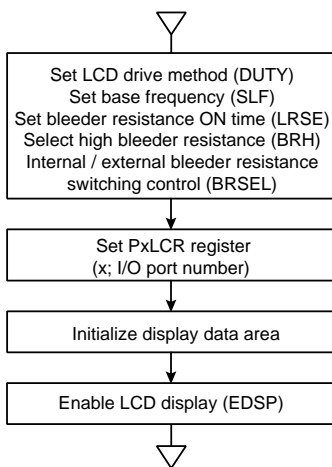 Set LCD drive method (DUTY)
Set base frequency (SLF)
Set bleeder resistance ON time (LRSE)
Select high bleeder resistance (BRH)
Internal / external bleeder resistance
switching control (BRSEL)
Set PxLCR register
(x; I/O port number)
Initialize display data area
Enable LCD display (EDSP)